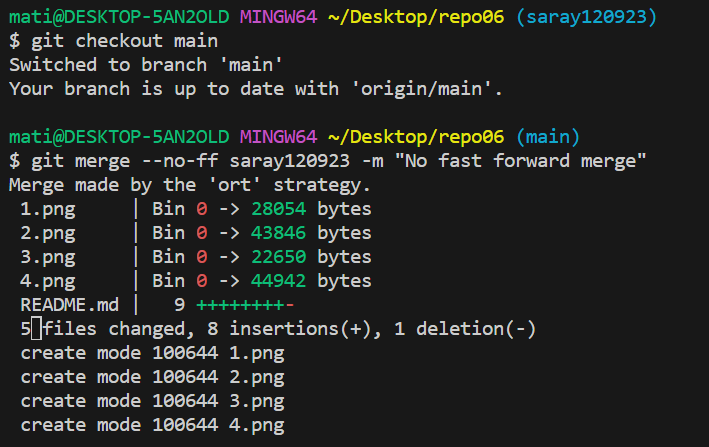 mati@DESKTOP-5AN2OLD MINGW64 ~/Desktop/repo06 (saray120923)
$ git checkout main
Switched to branch 'main'
Your branch is up to date with 'origin/main'.
mati@DESKTOP-5AN2OLD MINGW64 ~/Desktop/repo06 (main)
$ git merge --no-ff saray120923 -m "No fast forward merge"
Merge made by the 'ort' strategy.
1.png     | Bin 0 -> 28054 bytes
2.png     | Bin 0 -> 43846 bytes
3.png     | Bin 0 -> 22650 bytes
4.png     | Bin 0 -> 44942 bytes
README.md |   9 ++++++++-
5 files changed, 8 insertions(+), 1 deletion(-)
create mode 100644 1.png
create mode 100644 2.png
create mode 100644 3.png
create mode 100644 4.png